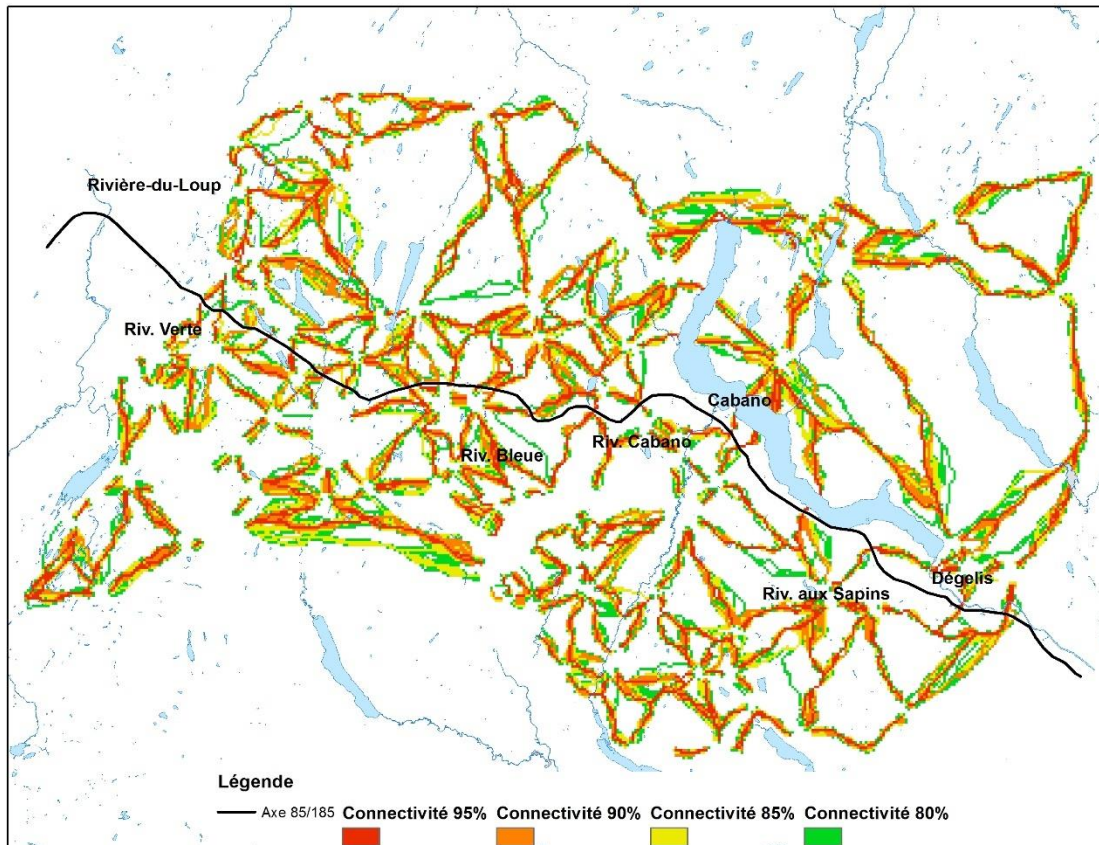 Rivière-du-Loup
Riv. Verte
Cabano
Riv. Cabano
Riv. Bleue
Dégelis
Riv. aux Sapins
Légende
Axe 85/185 Connectivité 95% Connectivité 90% Connectivité 85% Connectivité 80%